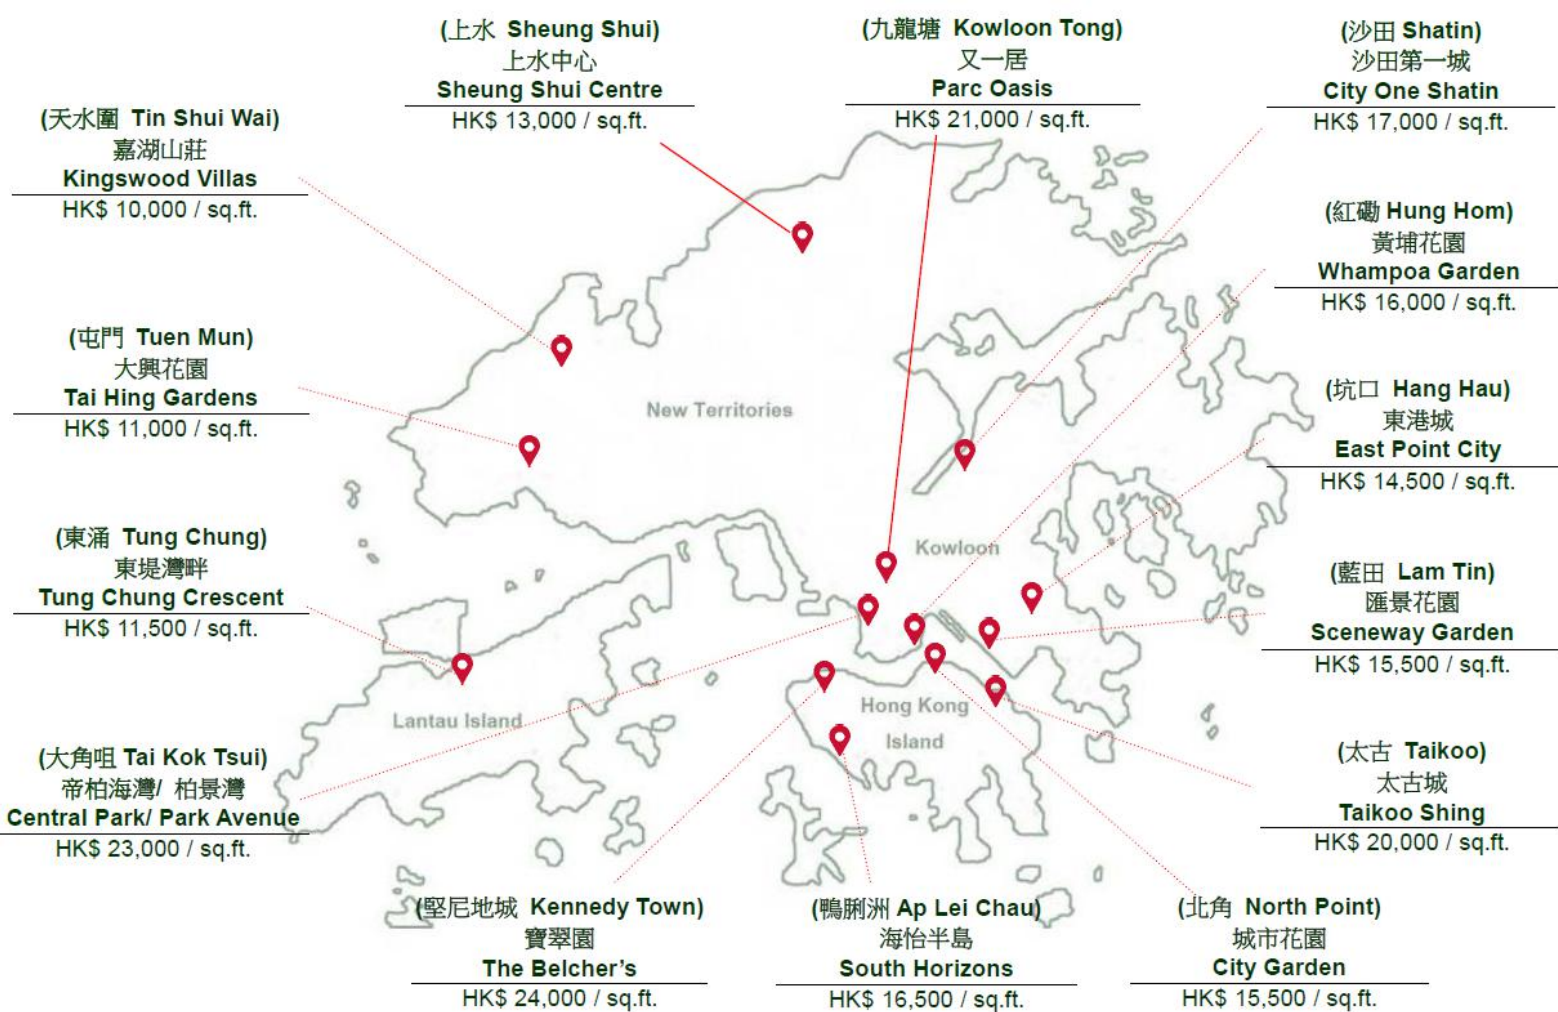 (上水 Sheung Shui)
上水中心
Sheung Shui Centre
HK$ 13,000 / sq.ft.
(九龍塘 Kowloon Tong)
又一居
Parc Oasis
HK$ 21,000 / sq.ft.
(沙田 Shatin)
沙田第一城
City One Shatin
HK$ 17,000 / sq.ft.
(天水圍 Tin Shui Wai)
嘉湖山莊
Kingswood Villas
HK$ 10,000 / sq.ft.
(紅磡 Hung Hom)
黃埔花園
Whampoa Garden
HK$ 16,000 / sq.ft.
(屯門 Tuen Mun)
大興花園
Tai Hing Gardens
HK$ 11,000 / sq.ft.
New Territories
(坑口 Hang Hau)
東港城
East Point City
HK$ 14,500 / sq.ft.
(東涌 Tung Chung)
東堤灣畔
Tung Chung Crescent
HK$ 11,500 / sq.ft.
Kowloon
(藍田 Lam Tin)
匯景花園
Sceneway Garden
HK$ 15,500 / sq.ft.
Lantau Island
Hong Kong
Island
(大角咀 Tai Kok Tsui)
帝柏海灣/ 柏景灣
Central Park/ Park Avenue
HK$ 23,000 / sq.ft.
(太古 Taikoo)
太古城
Taikoo Shing
HK$ 20,000 / sq.ft.
(堅尼地城 Kennedy Town)
寶翠園
The Belcher's
HK$ 24,000 / sq.ft.
(鴨脷洲 Ap Lei Chau)
海怡半島
South Horizons
HK$ 16,500 / sq.ft.
(北角 North Point)
城市花園
City Garden
HK$ 15,500 / sq.ft.